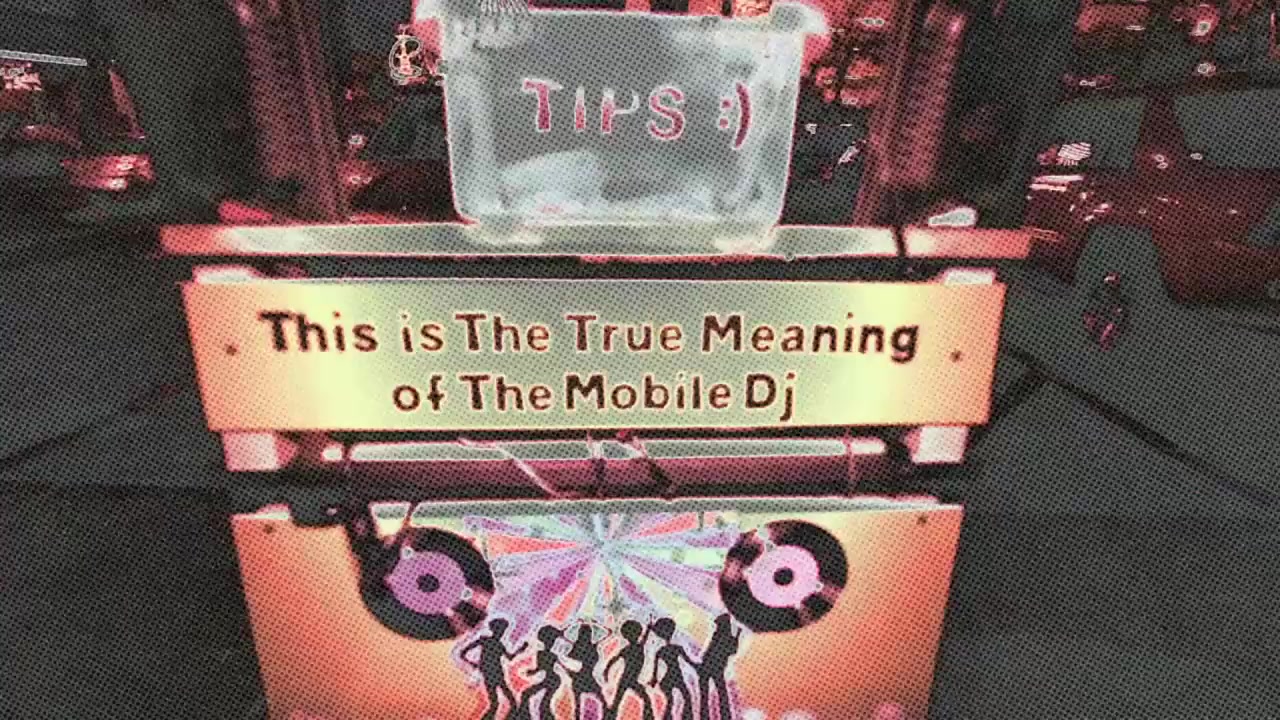 TIPS :)
This is The True Meaning
of The Mobile Dj